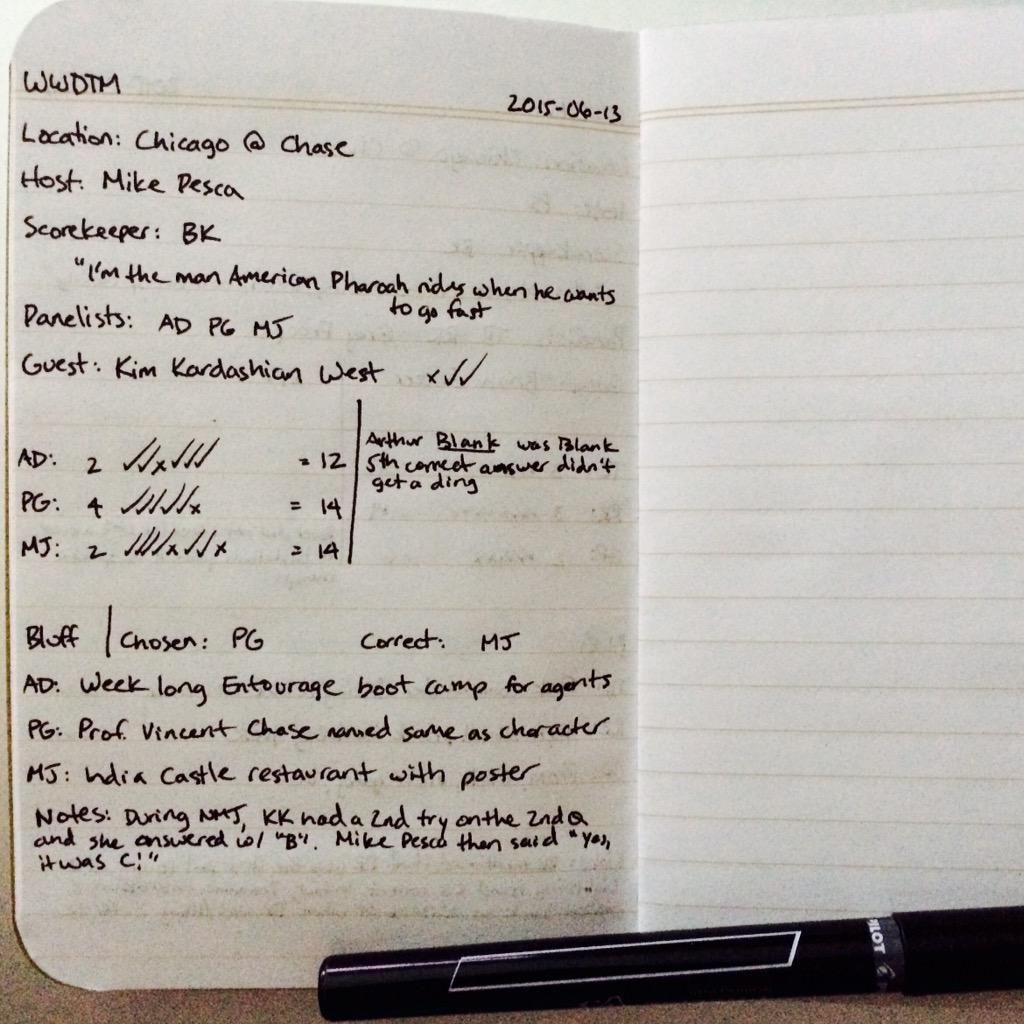 WWDTM
2015-06-13
Location: Chicago @ Chase
Host: Mike Pesca
Scorekeeper: BK
"I'm the man American Pharoah rides when he wants
to go fast
Panelists: AD PG MJ
Guest: Kim Kardashian West x✓✓
AD: 2 ✓✓x✓✓✓ = 12
PG: 4 ✓✓✓✓✓x = 14
MJ: 2 ✓✓✓✓x✓✓x = 14
Arthur Blank was Blank
5th correct answer didn't
get a ding
Bluff | Chosen: PG Correct: MJ
AD: Week long Entourage boot camp for agents
PG: Prof. Vincent Chase named same as character
MJ: India Castle restaurant with poster
Notes: During NMJ, KK had a 2nd try on the 2nd Q
and she answered w/ "B". Mike Pesca then said "yes,
it was C!"
PILOT